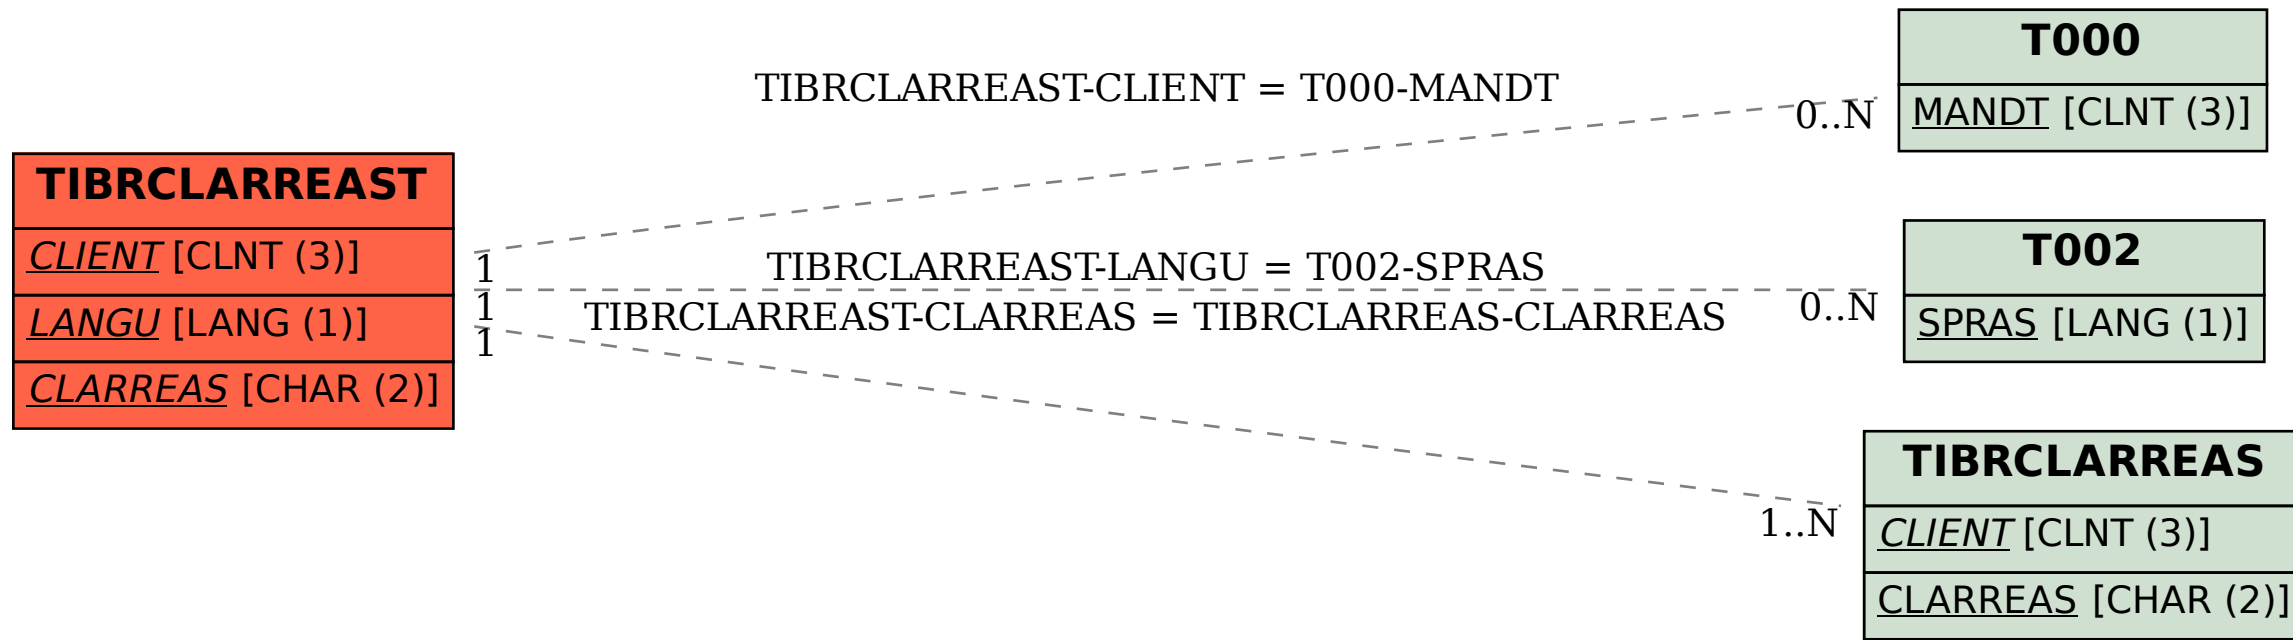 TIBRCLARREAST
CLIENT [CLNT (3)]
LANGU [LANG (1)]
CLARREAS [CHAR (2)]
TIBRCLARREAST-CLIENT = T000-MANDT
1
0..N
TIBRCLARREAST-LANGU = T002-SPRAS
1
0..N
TIBRCLARREAST-CLARREAS = TIBRCLARREAS-CLARREAS
1
1..N
T000
MANDT [CLNT (3)]
T002
SPRAS [LANG (1)]
TIBRCLARREAS
CLIENT [CLNT (3)]
CLARREAS [CHAR (2)]